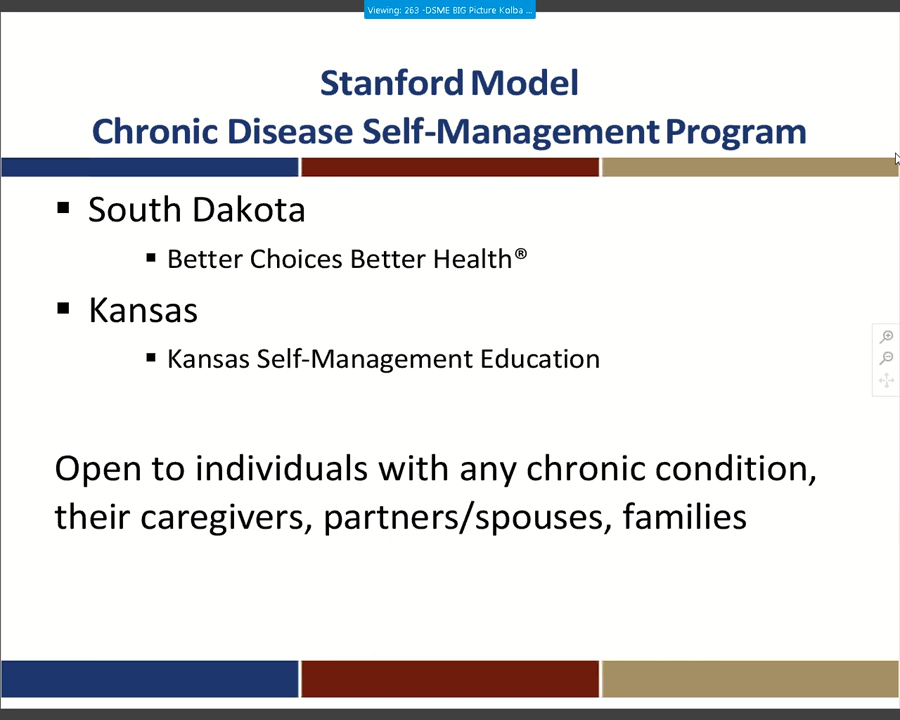 Viewing: 263 -DSME BIG Picture Kolba ...
Stanford Model
Chronic Disease Self-Management Program
▪ South Dakota
▪ Better Choices Better Health®
▪ Kansas
▪ Kansas Self-Management Education
Open to individuals with any chronic condition,
their caregivers, partners/spouses, families